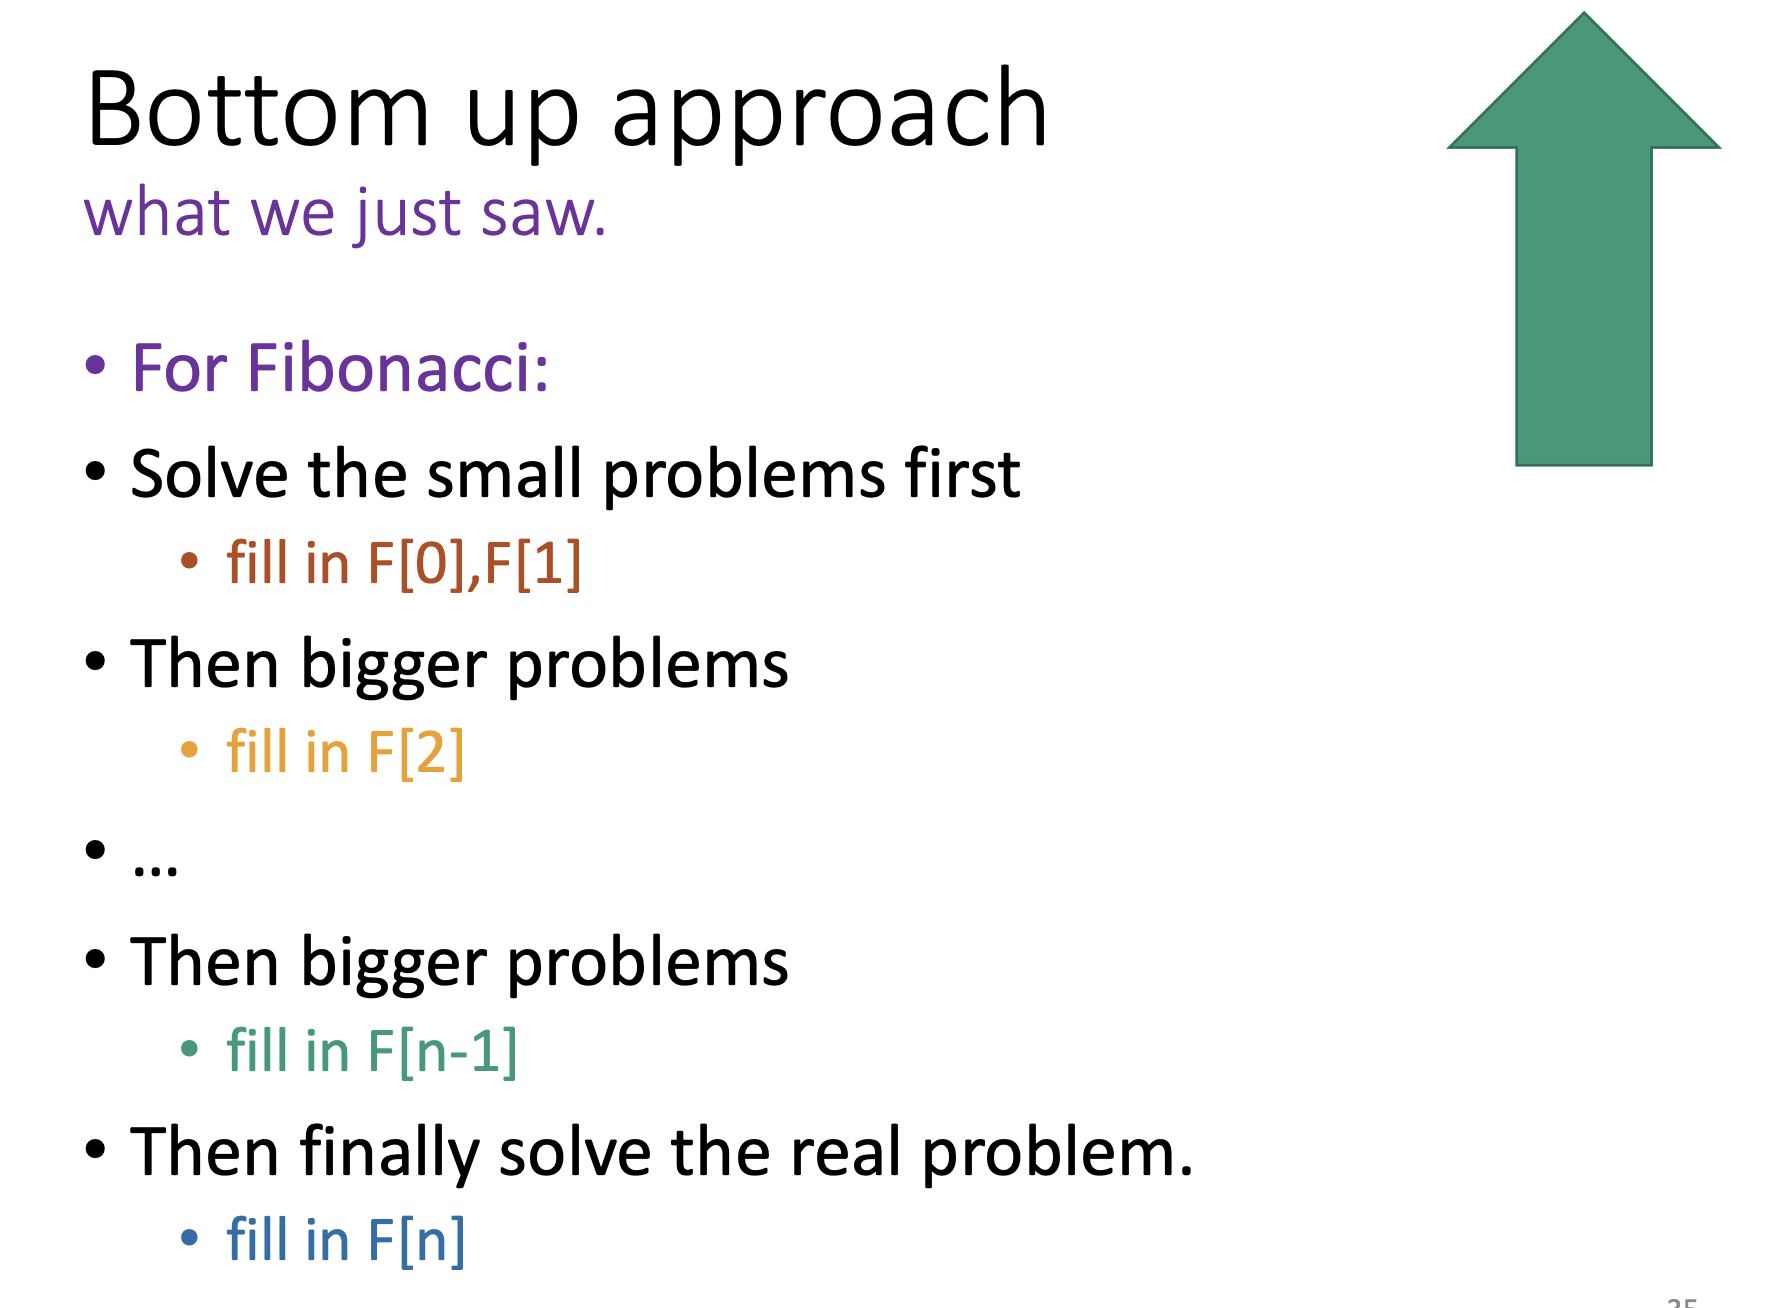 Bottom up approach
what we just saw.
• For Fibonacci:
• Solve the small problems first
• fill in F[0],F[1]
• Then bigger problems
• fill in F[2]
• …
• Then bigger problems
• fill in F[n-1]
• Then finally solve the real problem.
• fill in F[n]